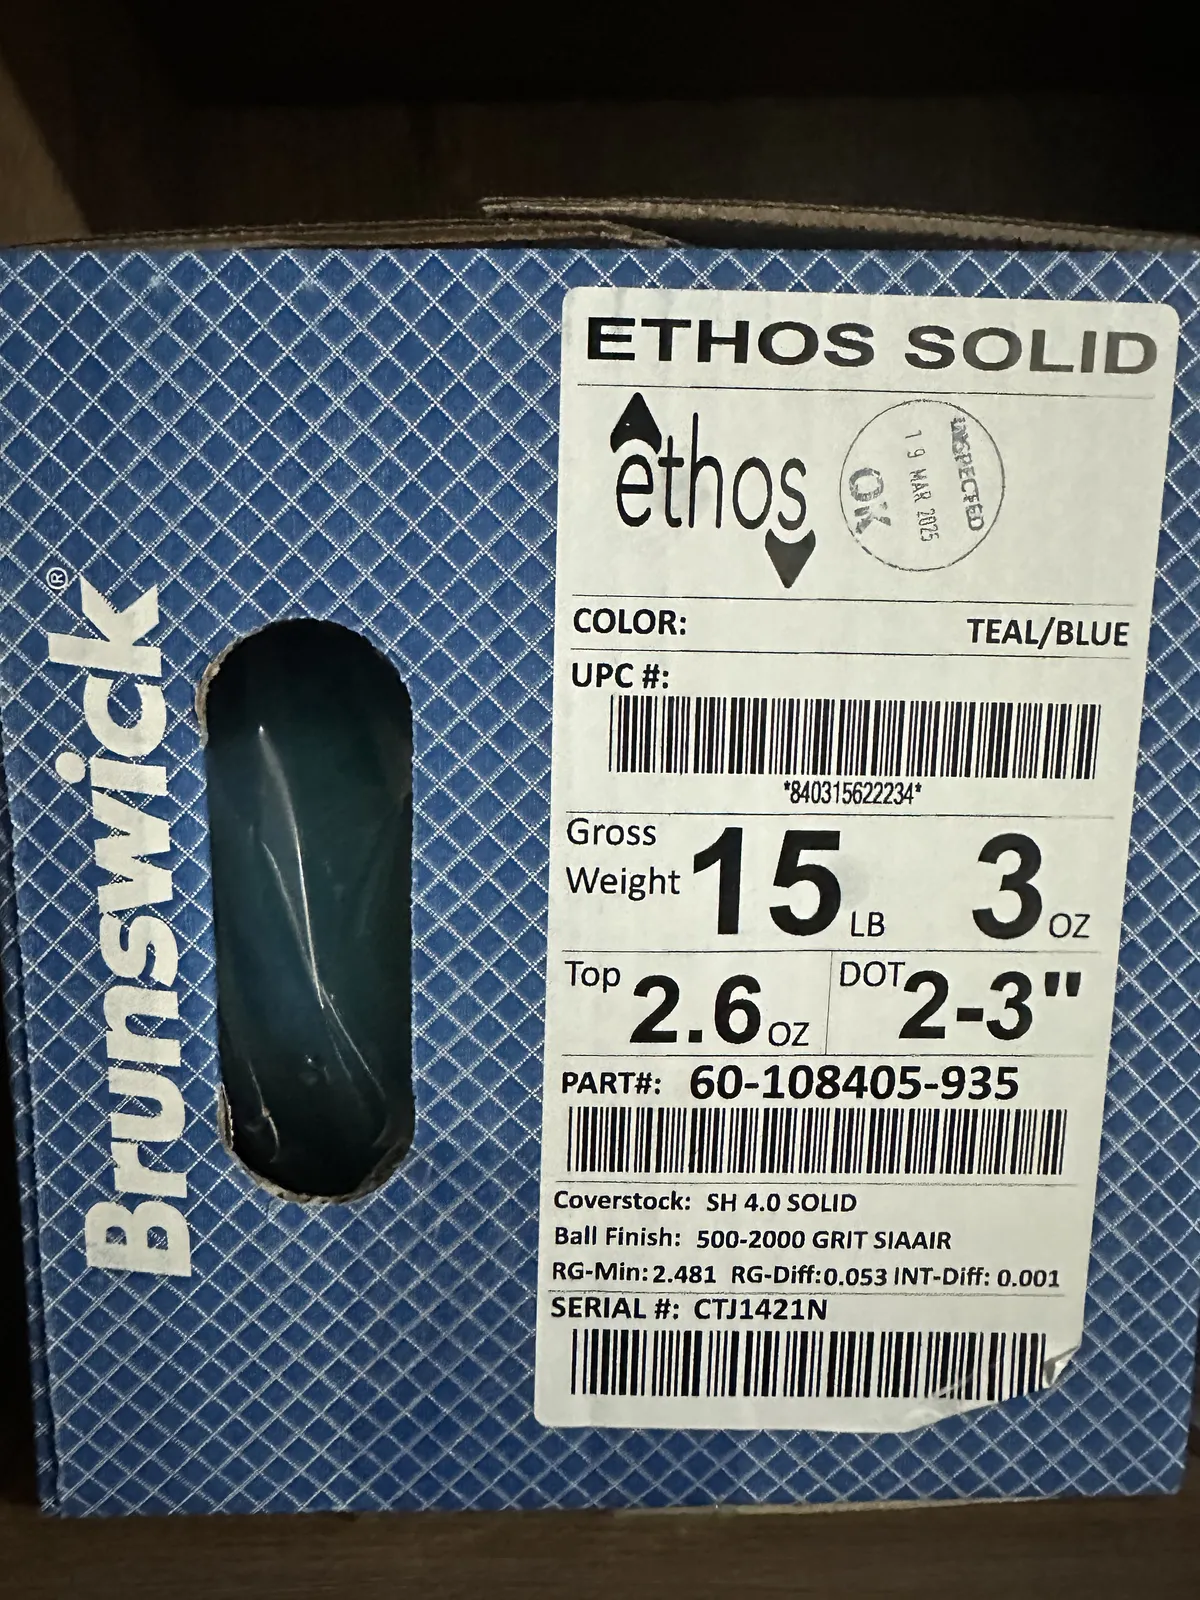 Brunswick®
ETHOS SOLID
ethos
INSPECTED
19 MAR 2025
OK
COLOR: TEAL/BLUE
UPC #:
*840315622234*
Gross Weight 15 LB 3 OZ
Top 2.6 OZ DOT 2-3"
PART#: 60-108405-935
Coverstock: SH 4.0 SOLID
Ball Finish: 500-2000 GRIT SIAAIR
RG-Min: 2.481 RG-Diff: 0.053 INT-Diff: 0.001
SERIAL #: CTJ1421N